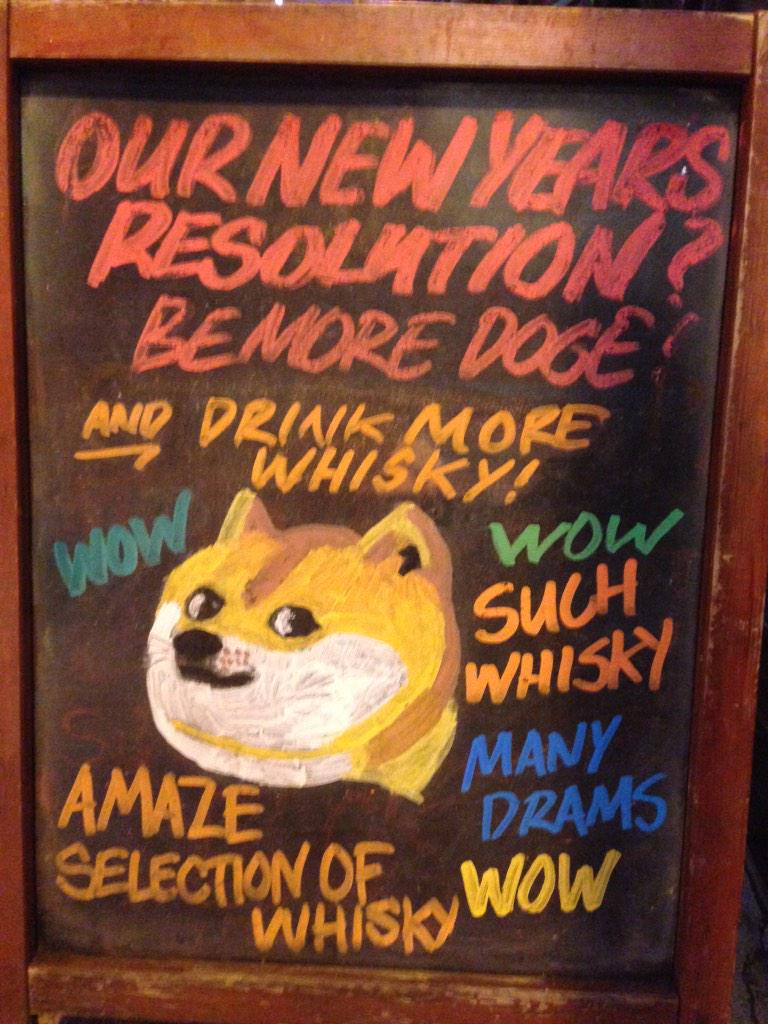 OUR NEW YEARS
RESOLUTION?
BE MORE DOGE!
AND DRINK MORE
WHISKY!
WOW
WOW
SUCH
WHISKY
MANY
DRAMS
AMAZE
SELECTION OF
WHISKY
WOW